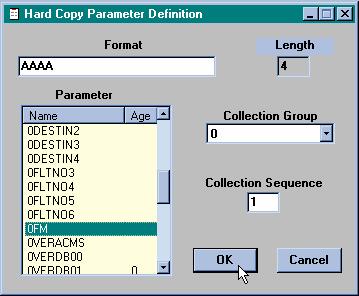 Hard Copy Parameter Definition
Format
Length
AAAA
4
Parameter
Name Age
0DESTIN2
0DESTIN3
0DESTIN4
0FLTNO3
0FLTNO4
0FLTNO5
0FLTNO6
0FM
0VERACMS
0VERDB00
0VERDB01 0
Collection Group
0
Collection Sequence
1
OK
Cancel